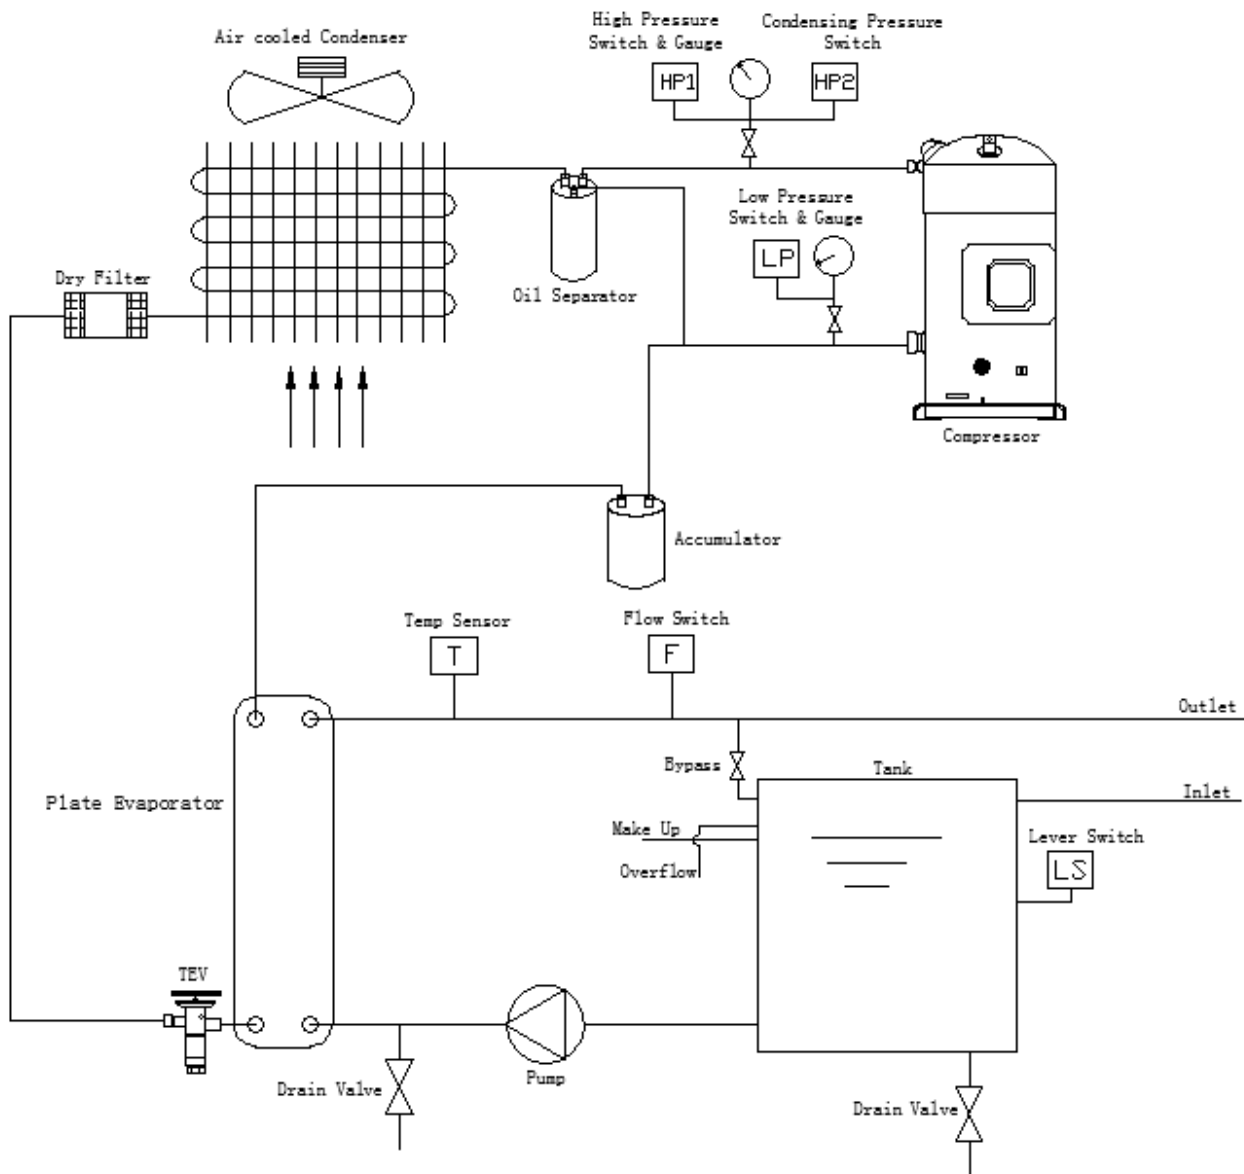 High Pressure
Switch & Gauge
Condensing Pressure
Switch
Air cooled Condenser
HP1
HP2
Low Pressure
Switch & Gauge
LP
Dry Filter
Oil Separator
Compressor
Accumulator
Temp Sensor
Flow Switch
T
F
Outlet
Bypass
Tank
Inlet
Plate Evaporator
Make Up
Lever Switch
Overflow
LS
TEV
Pump
Drain Valve
Drain Valve